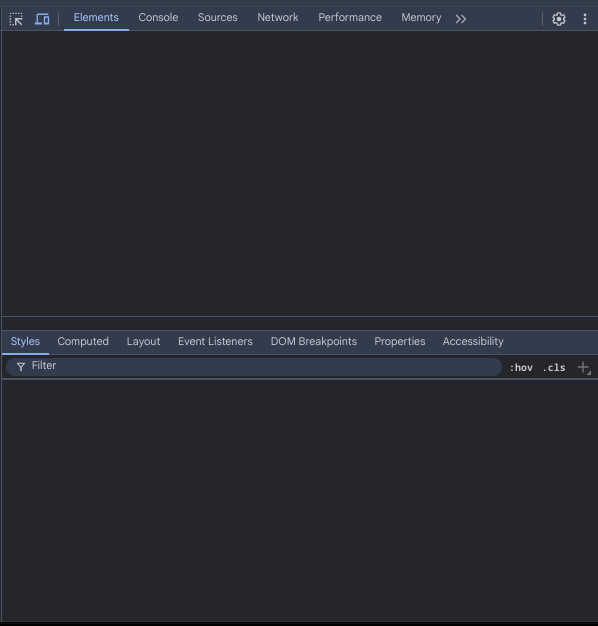 Elements Console Sources Network Performance Memory
Styles Computed Layout Event Listeners DOM Breakpoints Properties Accessibility
Filter :hov .cls